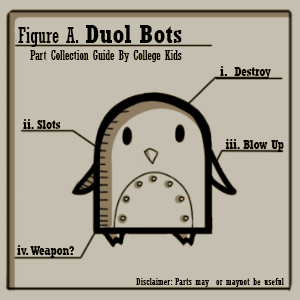 Figure A. Duol Bots
Part Collection Guide By College Kids
i. Destroy
ii. Slots
iii. Blow Up
iv. Weapon?
Disclaimer: Parts may or maynot be useful